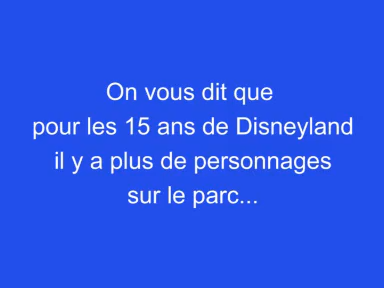 On vous dit que
pour les 15 ans de Disneyland
il y a plus de personnages
sur le parc...